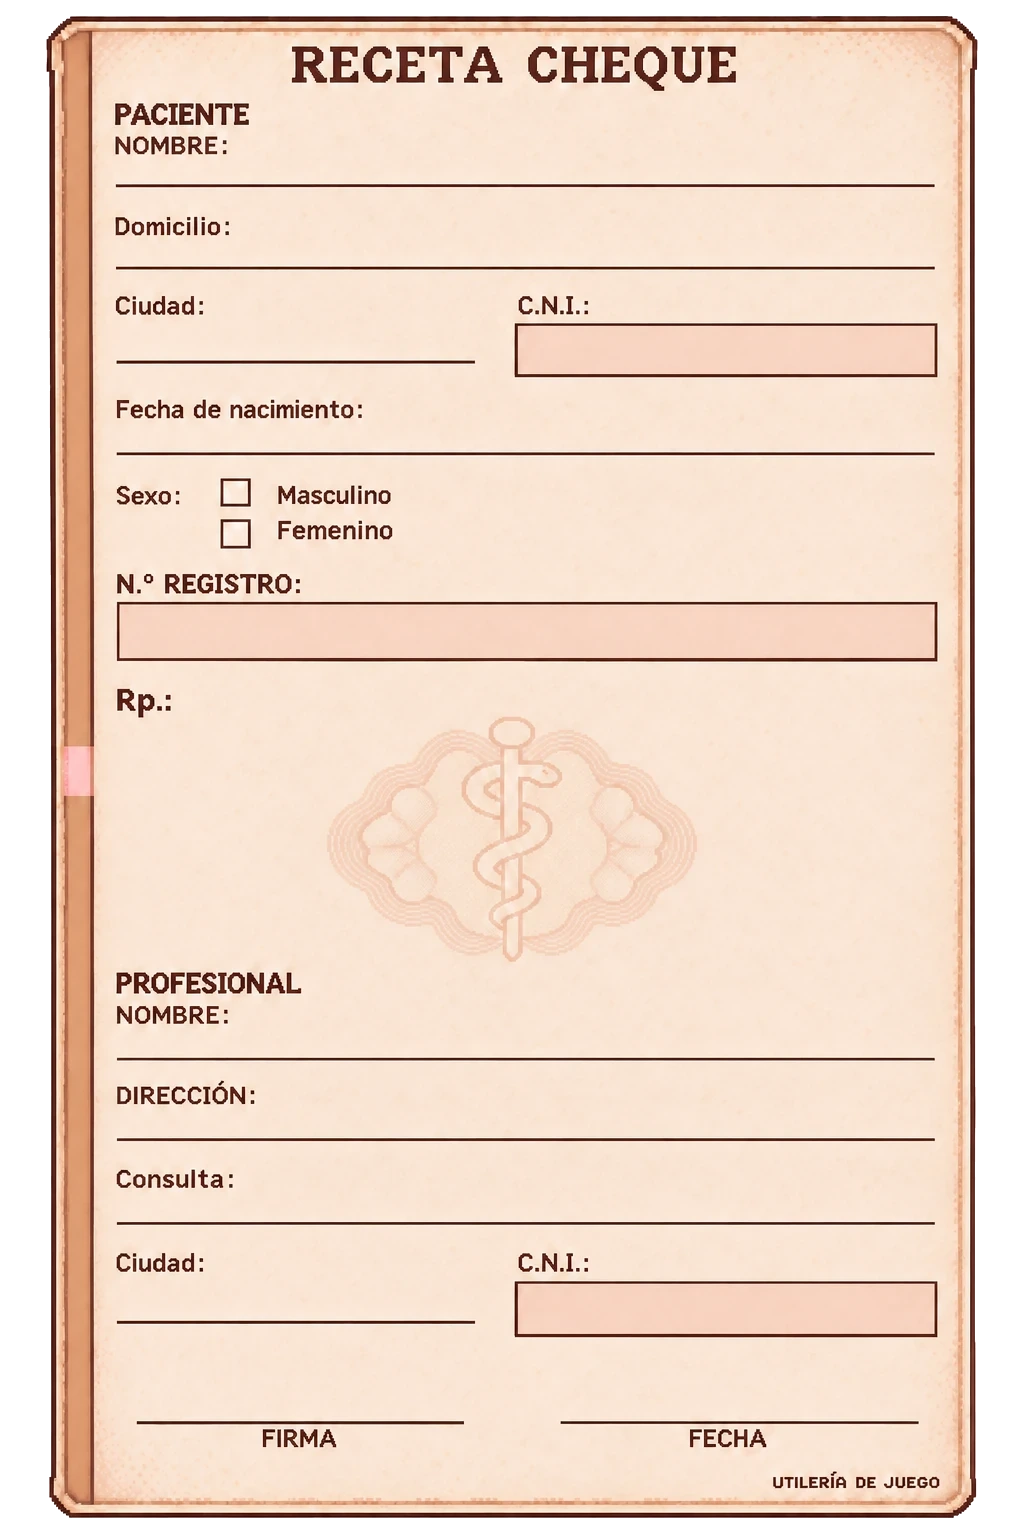 RECETA CHEQUE
PACIENTE
NOMBRE:
Domicilio:
Ciudad:
C.N.I.:
Fecha de nacimiento:
Sexo:
Masculino
Femenino
N.º REGISTRO:
Rp.:
PROFESIONAL
NOMBRE:
DIRECCIÓN:
Consulta:
Ciudad:
C.N.I.:
FIRMA
FECHA
UTILERÍA DE JUEGO